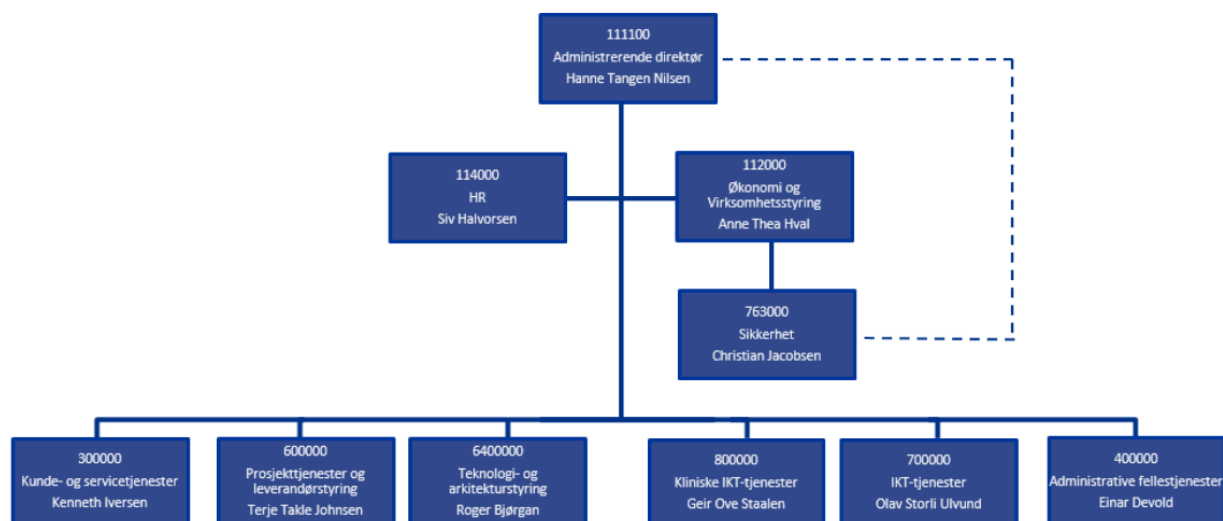 111100
Administrerende direktør
Hanne Tangen Nilsen
114000
HR
Siv Halvorsen
112000
Økonomi og
Virksomhetsstyring
Anne Thea Hval
763000
Sikkerhet
Christian Jacobsen
300000
Kunde- og servicetjenester
Kenneth Iversen
600000
Prosjekttjenester og
leverandørstyring
Terje Takle Johnsen
6400000
Teknologi- og
arkitekturstyring
Roger Bjørgan
800000
Kliniske IKT-tjenester
Geir Ove Staalen
700000
IKT-tjenester
Olav Storli Ulvund
400000
Administrative fellestjenester
Einar Devold